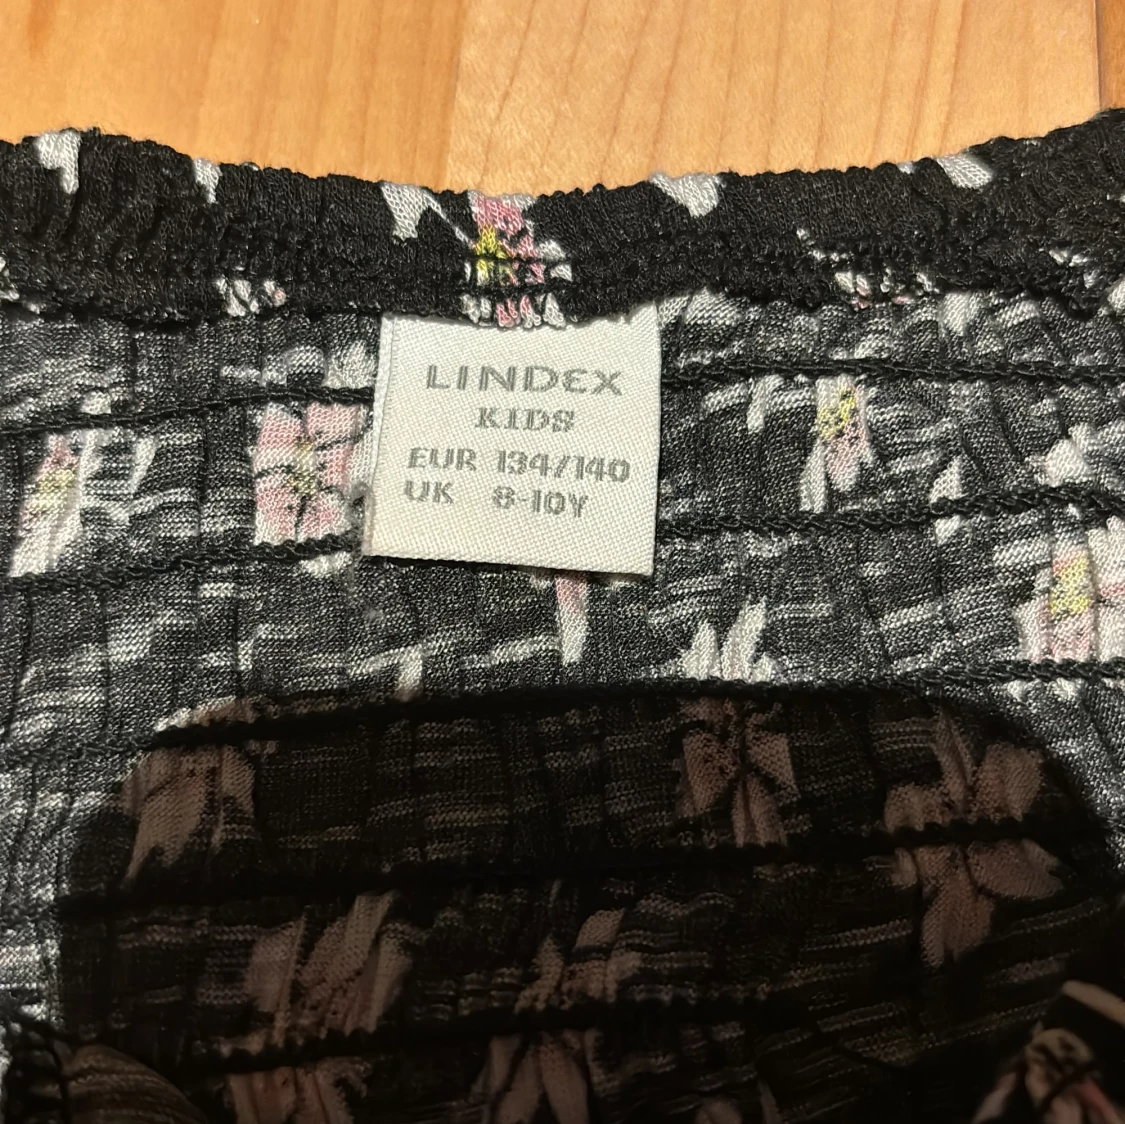 LINDEX
KIDS
EUR 134/140
UK 8-10Y